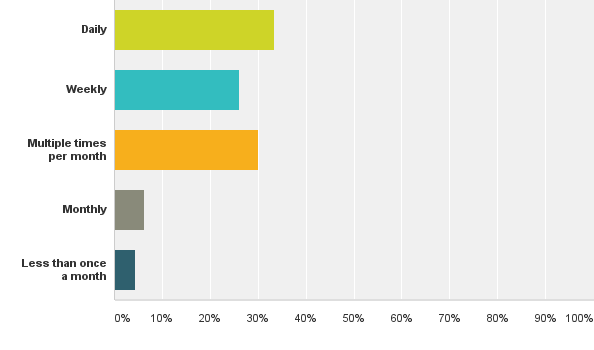 Daily
Weekly
Multiple times
per month
Monthly
Less than once
a month
0% 10% 20% 30% 40% 50% 60% 70% 80% 90% 100%